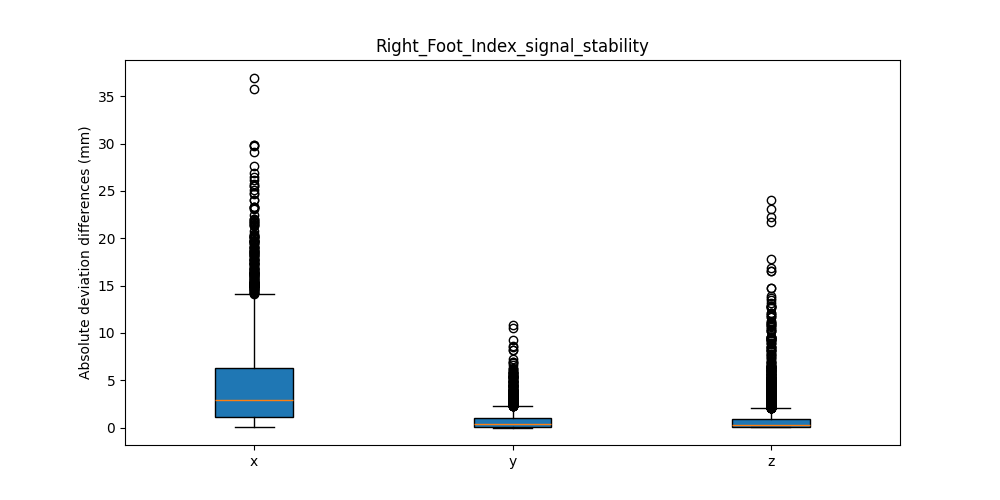 Right_Foot_Index_signal_stability
Absolute deviation differences (mm)
35
30
25
20
15
10
5
0
x y z